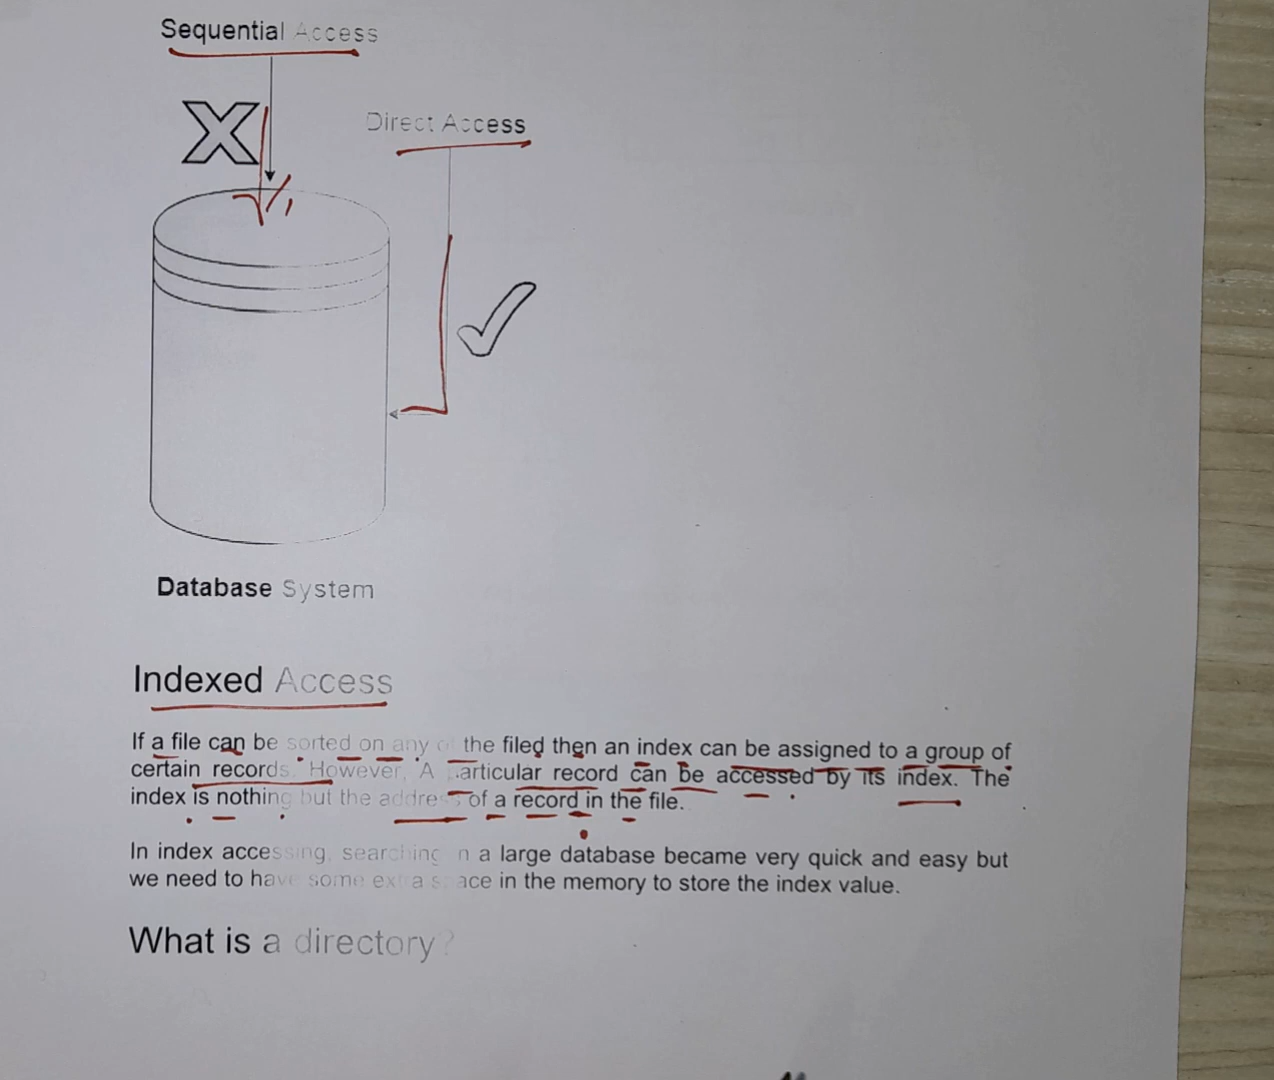 Sequential Access
Direct Access
Database System
Indexed Access
If a file can be sorted on any of the filed then an index can be assigned to a group of
certain records. However, A particular record can be accessed by its index. The
index is nothing but the address of a record in the file.
In index accessing, searching in a large database became very quick and easy but
we need to have some extra space in the memory to store the index value.
What is a directory?